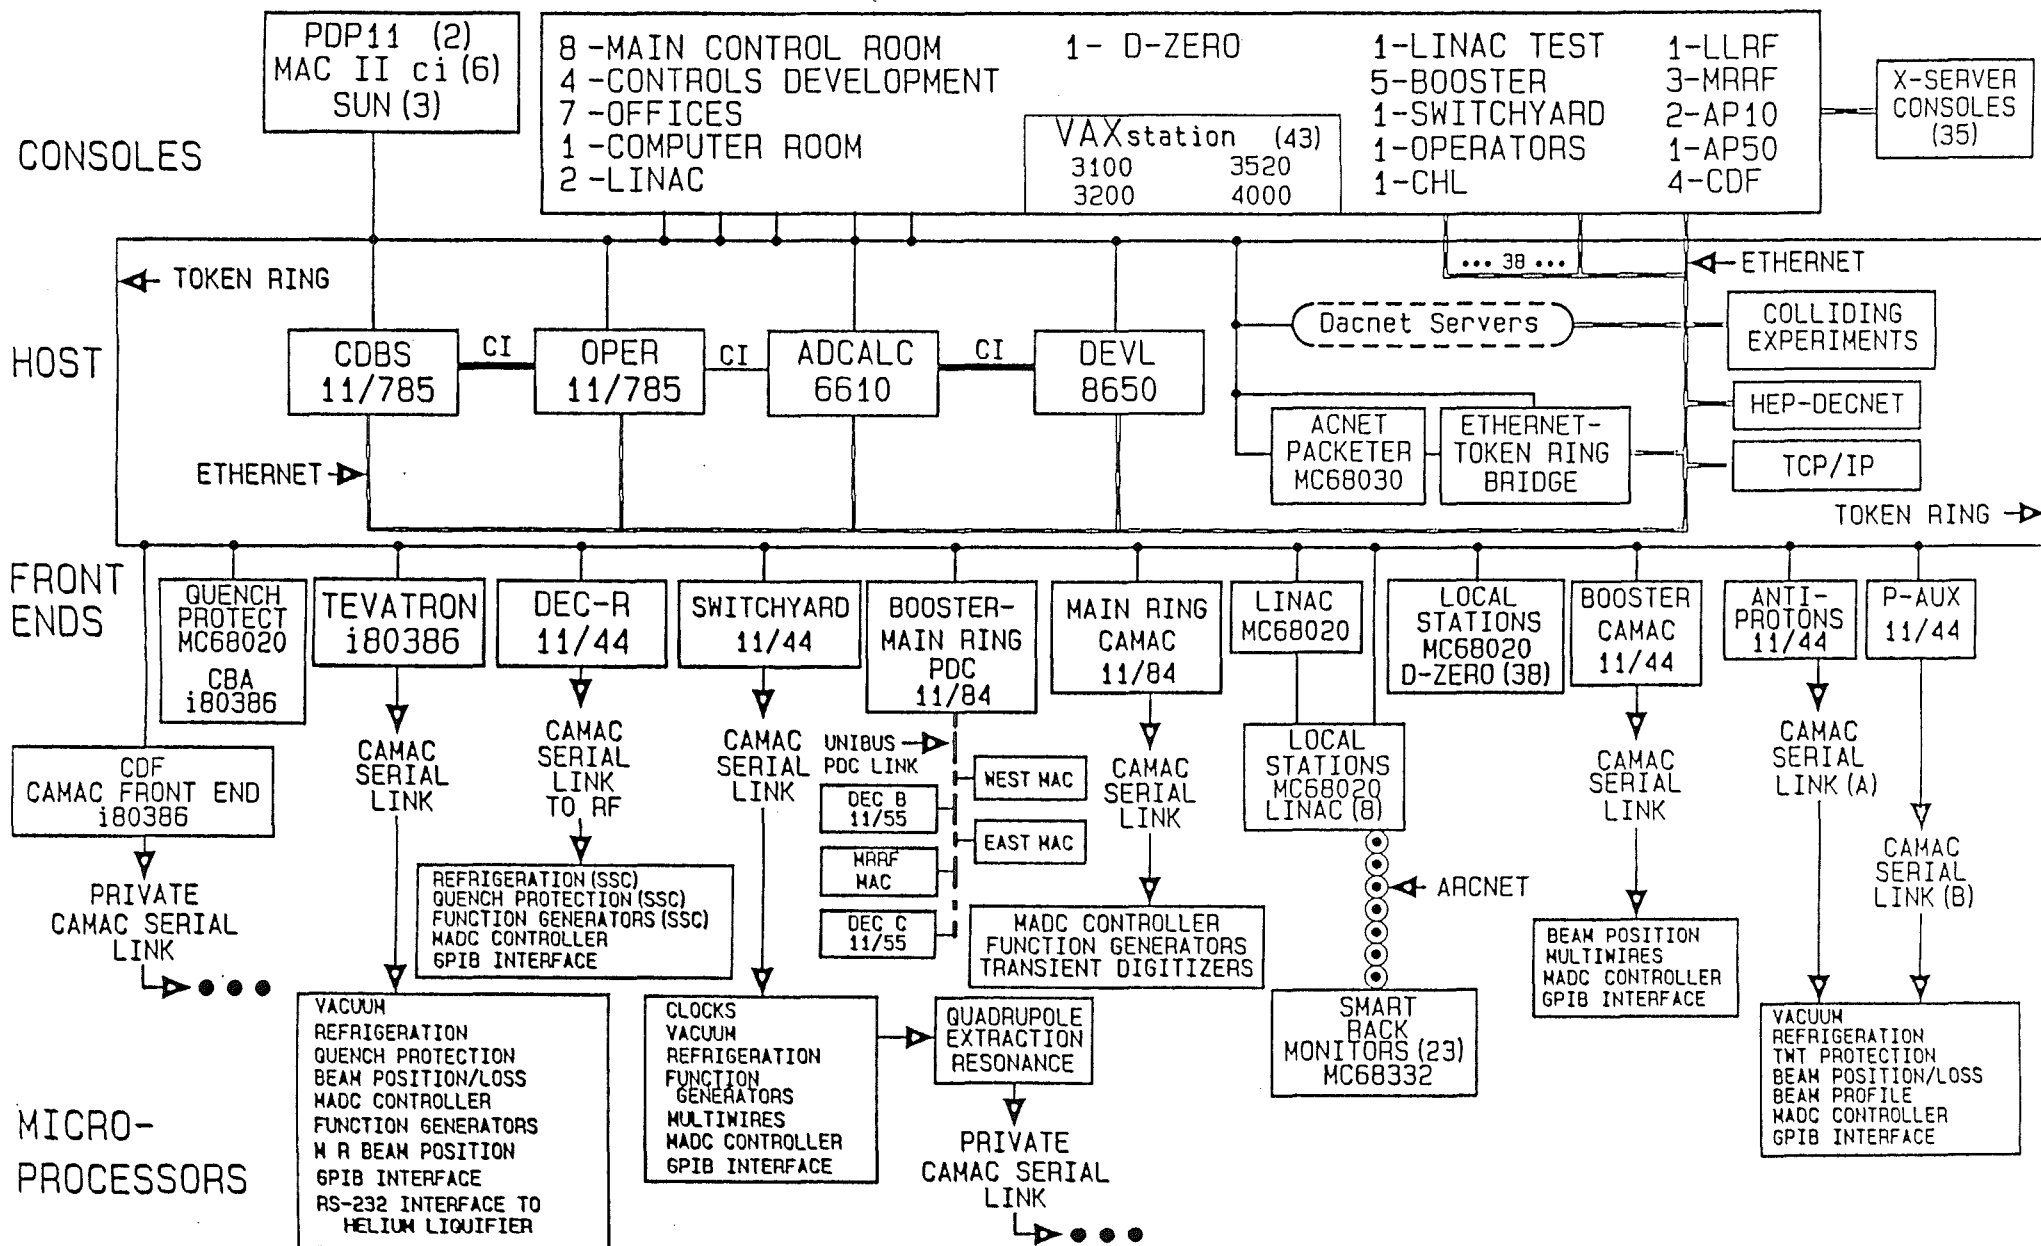 CONSOLES
PDP11 (2)
MAC II ci (6)
SUN (3)
8 -MAIN CONTROL ROOM
4 -CONTROLS DEVELOPMENT
7 -OFFICES
1 -COMPUTER ROOM
2 -LINAC
1- D-ZERO
VAXstation (43)
3100 3520
3200 4000
1-LINAC TEST
5-BOOSTER
1-SWITCHYARD
1-OPERATORS
1-CHL
1-LLRF
3-MRRF
2-AP10
1-AP50
4-CDF
X-SERVER
CONSOLES
(35)
TOKEN RING
••• 38 •••
ETHERNET
HOST
CDBS
11/785
CI
OPER
11/785
CI
ADCALC
6610
CI
DEVL
8650
Dacnet Servers
COLLIDING
EXPERIMENTS
HEP-DECNET
ACNET
PACKETER
MC68030
ETHERNET-
TOKEN RING
BRIDGE
TCP/IP
ETHERNET
TOKEN RING
FRONT
ENDS
QUENCH
PROTECT
MC68020
CBA
i80386
TEVATRON
i80386
DEC-R
11/44
SWITCHYARD
11/44
BOOSTER-
MAIN RING
PDC
11/84
MAIN RING
CAMAC
11/84
LINAC
MC68020
LOCAL
STATIONS
MC68020
D-ZERO (38)
BOOSTER
CAMAC
11/44
ANTI-
PROTONS
11/44
P-AUX
11/44
CDF
CAMAC FRONT END
i80386
PRIVATE
CAMAC SERIAL
LINK
CAMAC
SERIAL
LINK
CAMAC
SERIAL
LINK
TO RF
CAMAC
SERIAL
LINK
UNIBUS
PDC LINK
WEST MAC
DEC B
11/55
EAST MAC
MRRF
MAC
DEC C
11/55
CAMAC
SERIAL
LINK
LOCAL
STATIONS
MC68020
LINAC (8)
ARCNET
CAMAC
SERIAL
LINK
CAMAC
SERIAL
LINK (A)
CAMAC
SERIAL
LINK (B)
REFRIGERATION (SSC)
QUENCH PROTECTION (SSC)
FUNCTION GENERATORS (SSC)
MADC CONTROLLER
GPIB INTERFACE
MADC CONTROLLER
FUNCTION GENERATORS
TRANSIENT DIGITIZERS
BEAM POSITION
MULTIWIRES
MADC CONTROLLER
GPIB INTERFACE
MICRO-
PROCESSORS
VACUUM
REFRIGERATION
QUENCH PROTECTION
BEAM POSITION/LOSS
MADC CONTROLLER
FUNCTION GENERATORS
M R BEAM POSITION
GPIB INTERFACE
RS-232 INTERFACE TO
HELIUM LIQUIFIER
CLOCKS
VACUUM
REFRIGERATION
FUNCTION
GENERATORS
MULTIWIRES
MADC CONTROLLER
GPIB INTERFACE
QUADRUPOLE
EXTRACTION
RESONANCE
PRIVATE
CAMAC SERIAL
LINK
SMART
RACK
MONITORS (23)
MC68332
VACUUM
REFRIGERATION
TWT PROTECTION
BEAM POSITION/LOSS
BEAM PROFILE
MADC CONTROLLER
GPIB INTERFACE